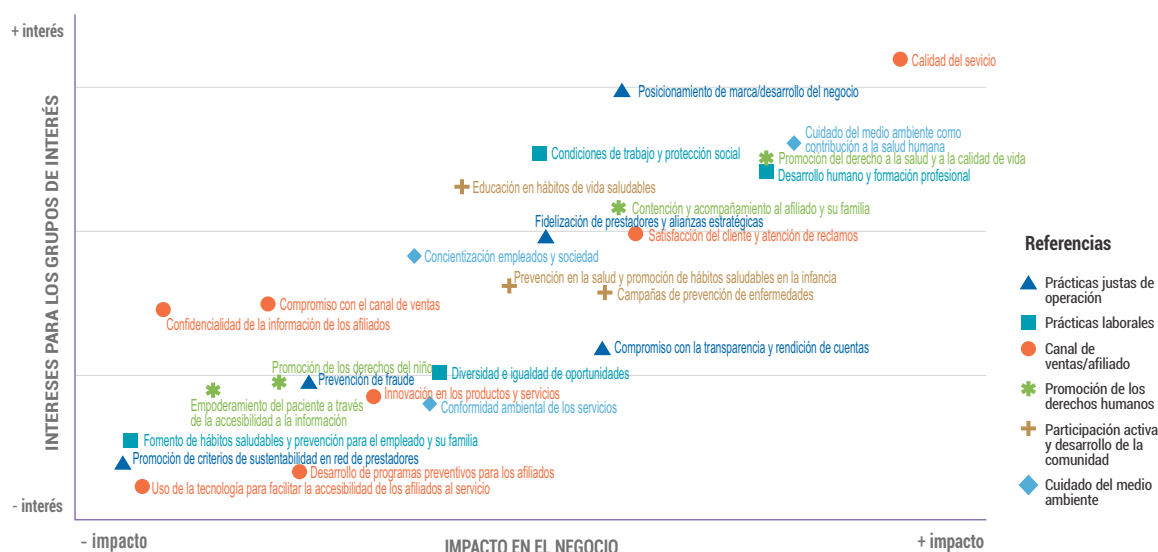 + interés
INTERESES PARA LOS GRUPOS DE INTERÉS
Calidad del sevicio
Posicionamiento de marca/desarrollo del negocio
Cuidado del medio ambiente como
contribución a la salud humana
Condiciones de trabajo y protección social
Promoción del derecho a la salud y a la calidad de vida
Desarrollo humano y formación profesional
Educación en hábitos de vida saludables
Contención y acompañamiento al afiliado y su familia
Fidelización de prestadores y alianzas estratégicas
Satisfacción del cliente y atención de reclamos
Concientización empleados y sociedad
Prevención en la salud y promoción de hábitos saludables en la infancia
Campañas de prevención de enfermedades
Compromiso con el canal de ventas
Confidencialidad de la información de los afiliados
Compromiso con la transparencia y rendición de cuentas
Promoción de los derechos del niño
Diversidad e igualdad de oportunidades
Prevención de fraude
Innovación en los productos y servicios
Empoderamiento del paciente a través
de la accesibilidad a la información
Conformidad ambiental de los servicios
Fomento de hábitos saludables y prevención para el empleado y su familia
Promoción de criterios de sustentabilidad en red de prestadores
Desarrollo de programas preventivos para los afiliados
Uso de la tecnología para facilitar la accesibilidad de los afiliados al servicio
- interés
- impacto
IMPACTO EN EL NEGOCIO
+ impacto
Referencias
Prácticas justas de
operación
Prácticas laborales
Canal de
ventas/afiliado
Promoción de los
derechos humanos
Participación activa
y desarrollo de la
comunidad
Cuidado del medio
ambiente